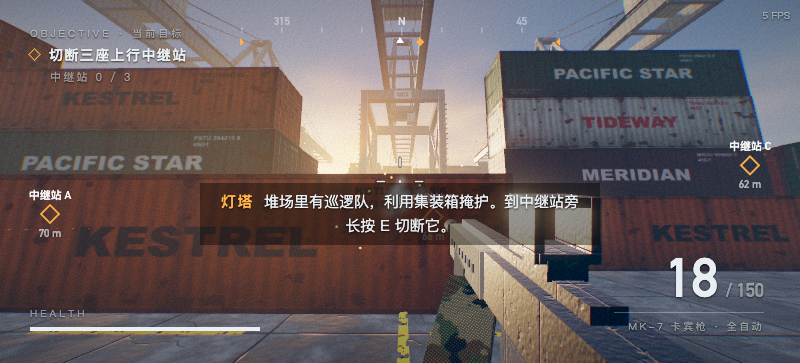 315
N
45
5 FPS
OBJECTIVE · 当前目标
切断三座上行中继站
中继站 0 / 3
KESTREL
PACIFIC STAR
KESTREL
PACIFIC STAR
TIDEWAY
MERIDIAN
KESTREL
中继站 A
70 m
中继站 C
62 m
灯塔 堆场里有巡逻队，利用集装箱掩护。到中继站旁
长按 E 切断它。
HEALTH
18 / 150
MK-7 卡宾枪 · 全自动